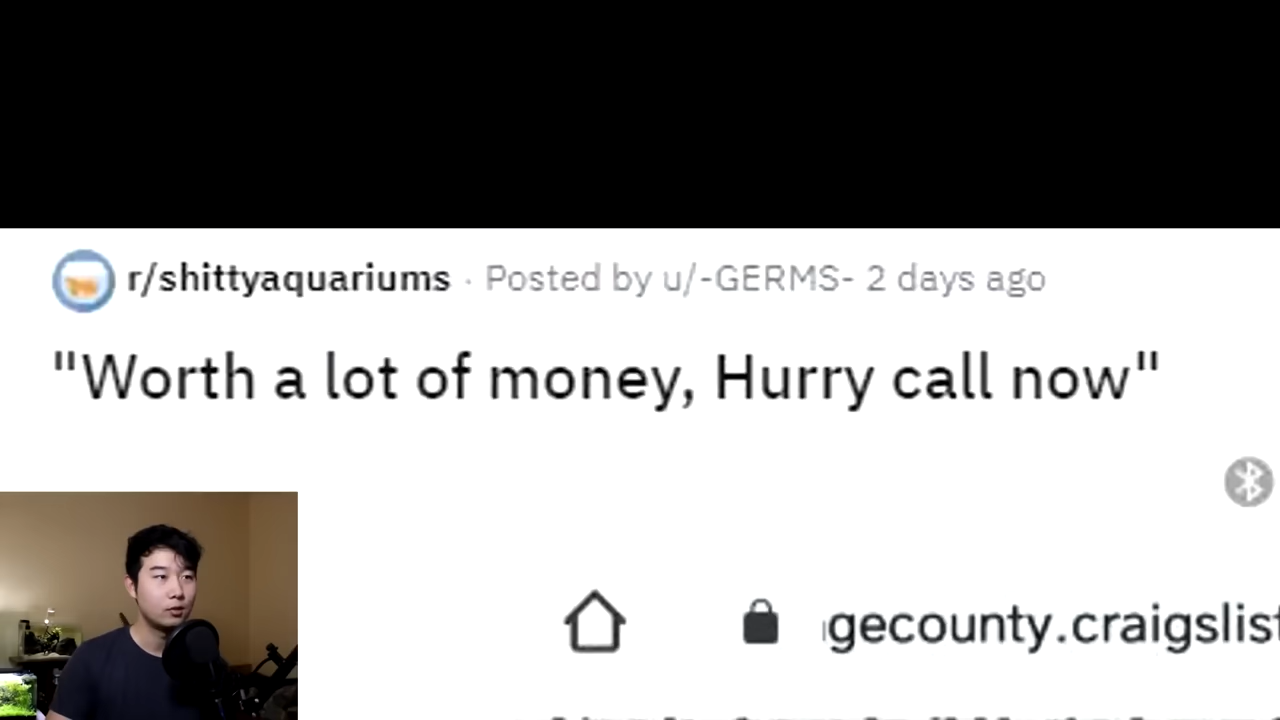 r/shittyaquariums · Posted by u/-GERMS- 2 days ago
"Worth a lot of money, Hurry call now"
gecounty.craigslist